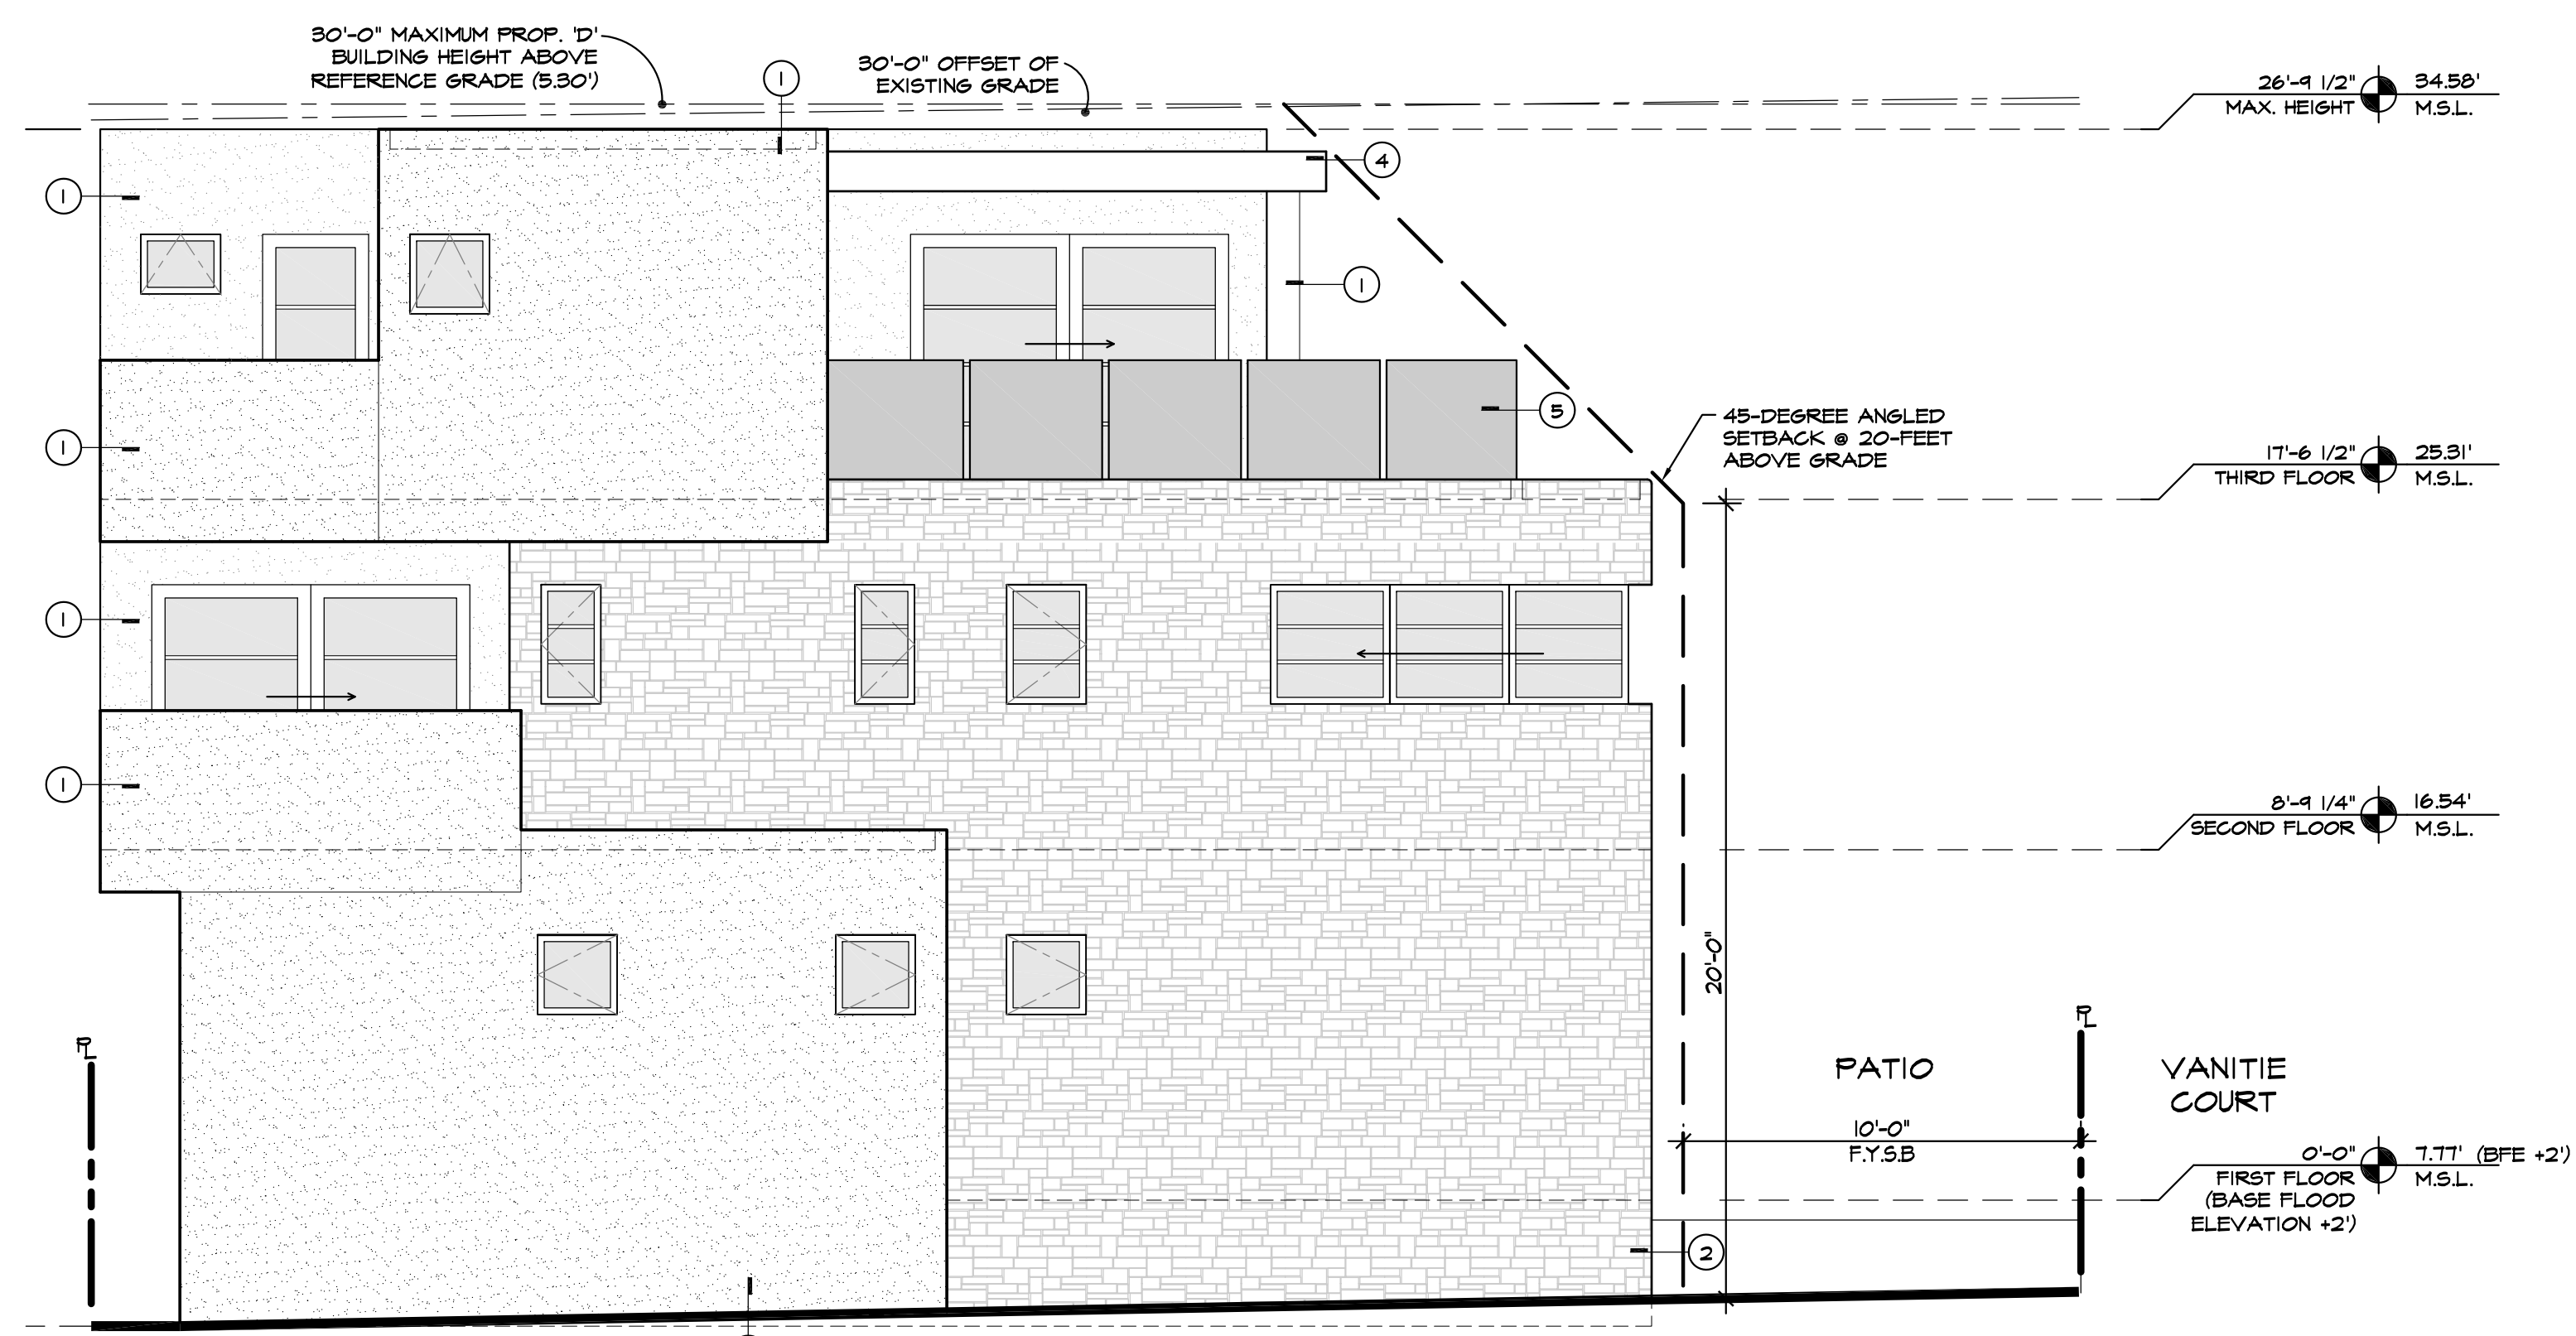 30'-0" MAXIMUM PROP. 'D'
BUILDING HEIGHT ABOVE
REFERENCE GRADE (5.30')
1
30'-0" OFFSET OF
EXISTING GRADE
26'-9 1/2"
MAX. HEIGHT
34.58'
M.S.L.
4
1
1
5
45-DEGREE ANGLED
SETBACK @ 20-FEET
ABOVE GRADE
1
17'-6 1/2"
THIRD FLOOR
25.31'
M.S.L.
1
1
8'-9 1/4"
SECOND FLOOR
16.54'
M.S.L.
20'-0"
PL
PL
PATIO
VANITIE
COURT
10'-0"
F.Y.S.B
0'-0"
FIRST FLOOR
(BASE FLOOD
ELEVATION +2')
7.77' (BFE +2')
M.S.L.
2